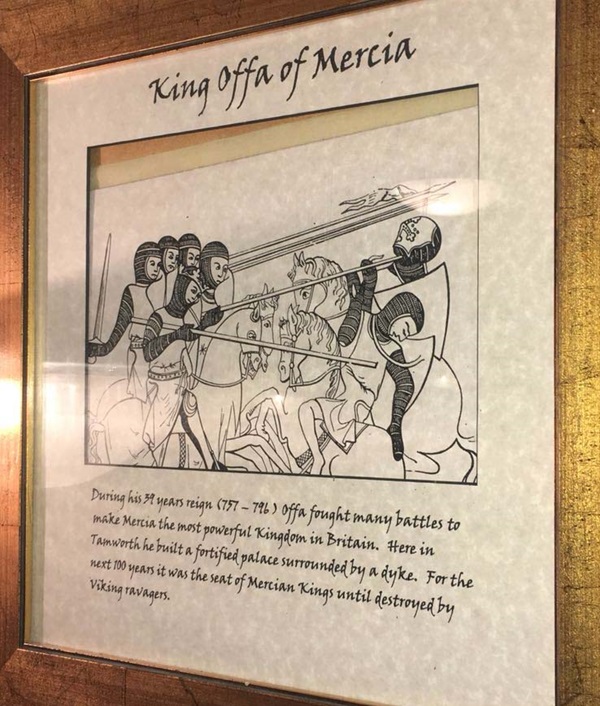 King Offa of Mercia
During his 39 years reign (757 – 796) Offa fought many battles to
make Mercia the most powerful Kingdom in Britain. Here in
Tamworth he built a fortified palace surrounded by a dyke. For the
next 100 years it was the seat of Mercian Kings until destroyed by
Viking ravagers.